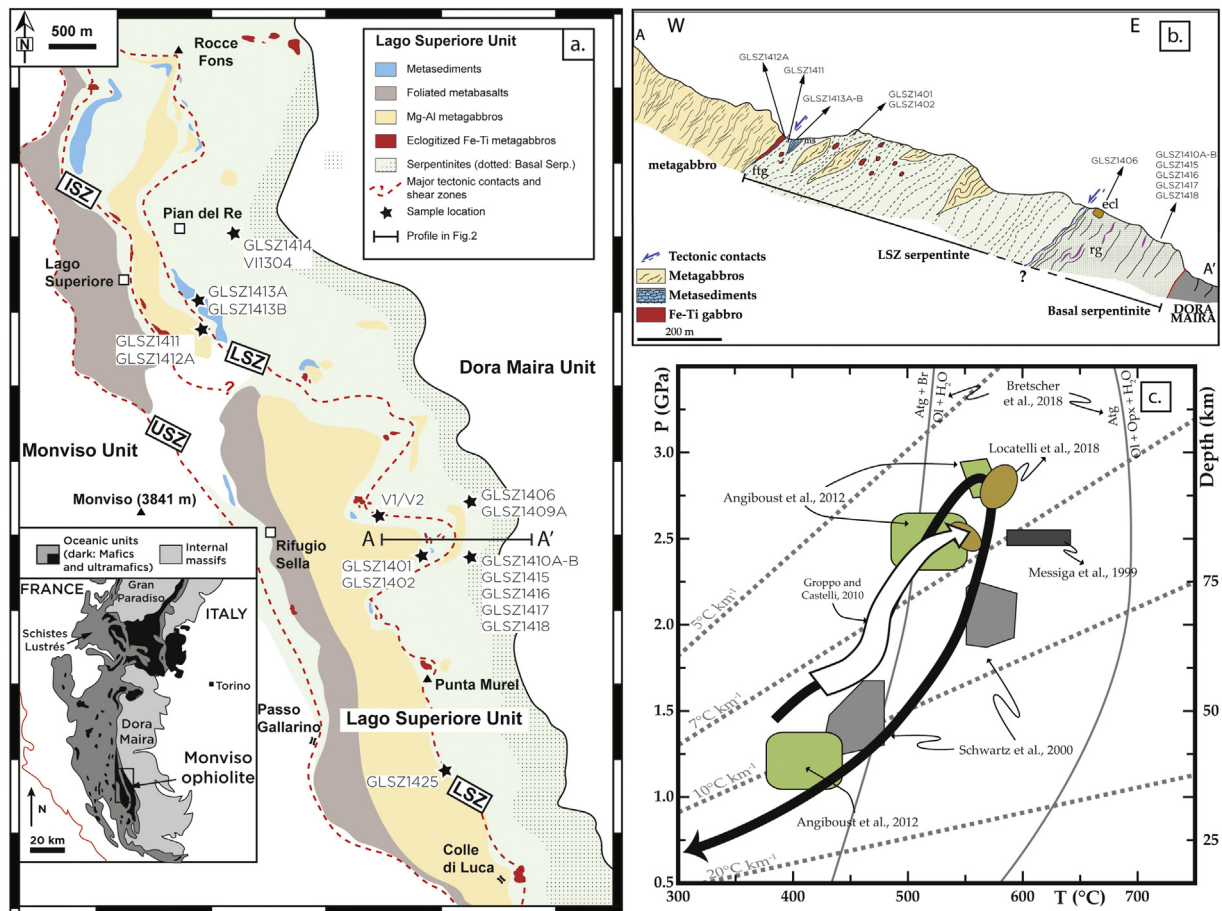 N
500 m
a.
Rocce
Fons
Lago Superiore Unit
Metasediments
Foliated metabasalts
Mg-Al metagabbros
Eclogitized Fe-Ti metagabbros
Serpentinites (dotted: Basal Serp.)
Major tectonic contacts and
shear zones
Sample location
Profile in Fig.2
ISZ
Pian del Re
GLSZ1414
VI1304
Lago
Superiore
GLSZ1413A
GLSZ1413B
GLSZ1411
GLSZ1412A
LSZ
?
Dora Maira Unit
USZ
Monviso Unit
Monviso (3841 m)
V1/V2
GLSZ1406
GLSZ1409A
A
A'
Rifugio
Sella
GLSZ1401
GLSZ1402
GLSZ1410A-B
GLSZ1415
GLSZ1416
GLSZ1417
GLSZ1418
Punta Murel
Passo
Gallarino
Lago Superiore Unit
GLSZ1425
LSZ
Colle
di Luca
Oceanic units
(dark: Mafics
and ultramafics)
Internal
massifs
FRANCE
Gran
Paradiso
ITALY
Schistes
Lustrés
Torino
Dora
Maira
Monviso
ophiolite
N
20 km
b.
A
W
E
GLSZ1412A
GLSZ1411
GLSZ1413A-B
GLSZ1401
GLSZ1402
GLSZ1406
GLSZ1410A-B
GLSZ1415
GLSZ1416
GLSZ1417
GLSZ1418
ms
metagabbro
ftg
ecl
rg
LSZ serpentinte
?
A'
Basal serpentinite
DORA
MAIRA
Tectonic contacts
Metagabbros
Metasediments
Fe-Ti gabbro
200 m
c.
P (GPa)
Depth (km)
Atg + Br
Ol + H2O
Bretscher
et al., 2018
Atg
Ol + Opx + H2O
Locatelli et al., 2018
Angiboust et al.,
2012
Messiga et al., 1999
Groppo and
Castelli, 2010
Schwartz et al., 2000
Angiboust et al., 2012
5°C km-1
7°C km-1
10°C km-1
20°C km-1
3.0
2.5
2.0
1.5
1.0
0.5
75
50
25
400
500
600
700
T (°C)